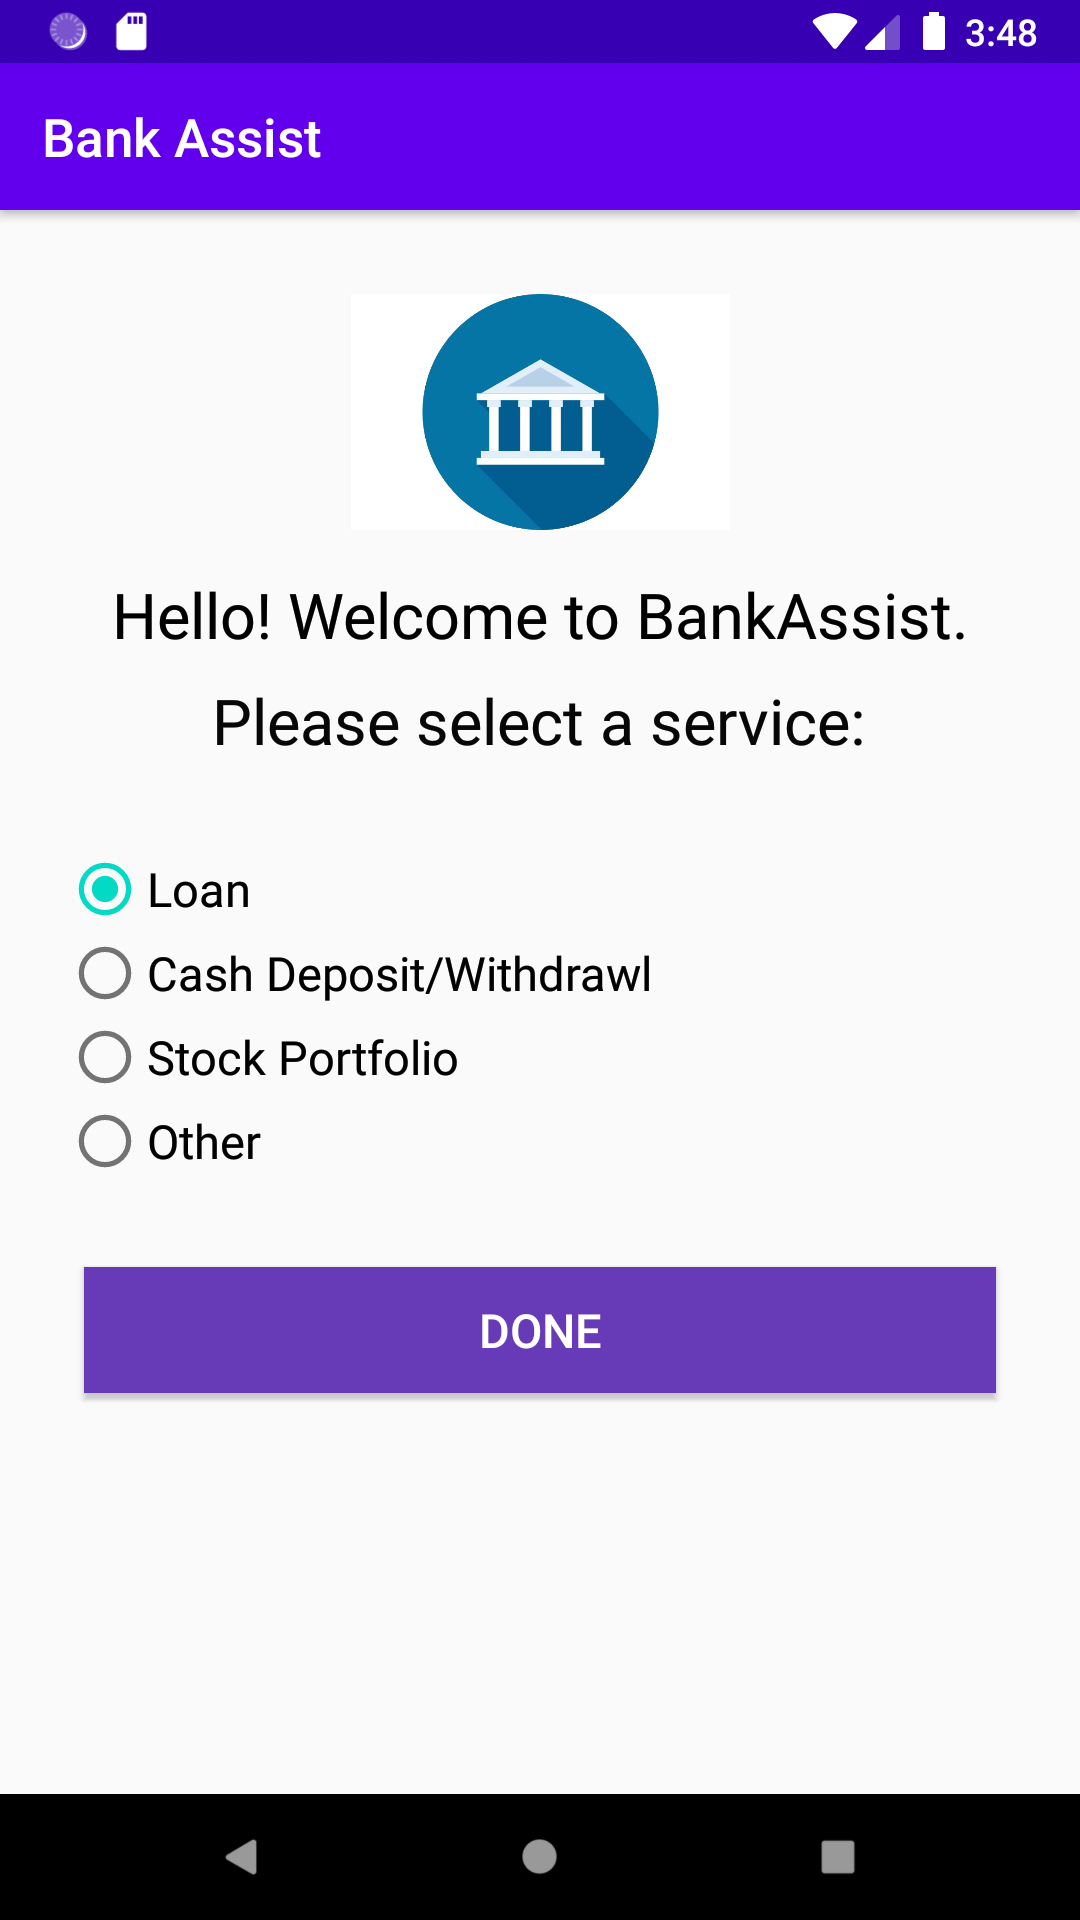 3:48
Bank Assist
Hello! Welcome to BankAssist.
Please select a service:
Loan
Cash Deposit/Withdrawl
Stock Portfolio
Other
DONE